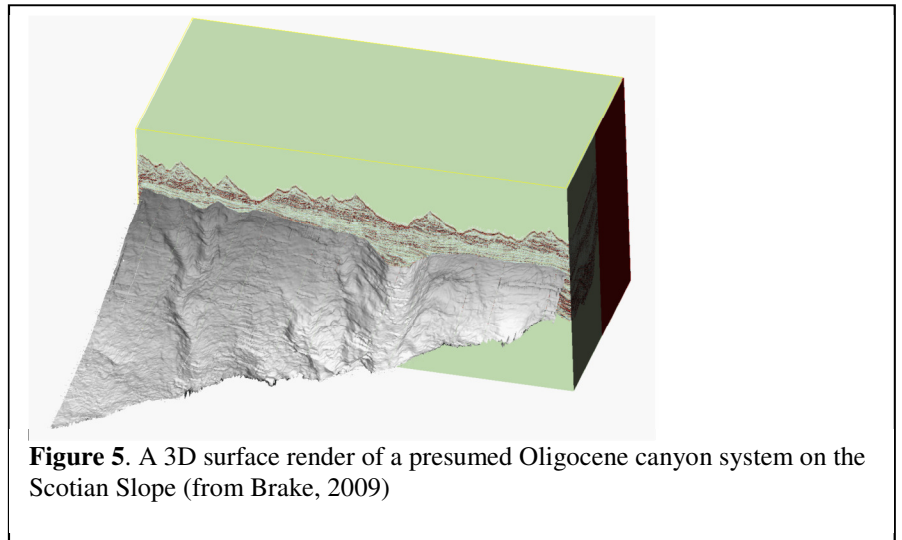 Figure 5. A 3D surface render of a presumed Oligocene canyon system on the
Scotian Slope (from Brake, 2009)